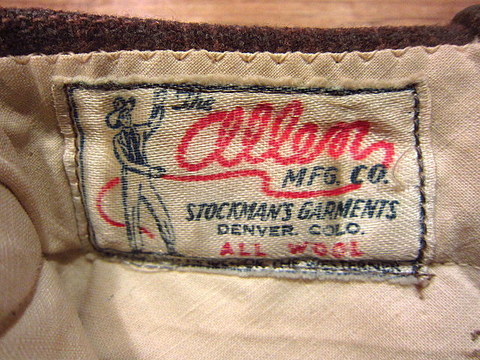 The
Allen
MFG. CO.
STOCKMAN'S GARMENTS
DENVER, COLO.
ALL WOOL